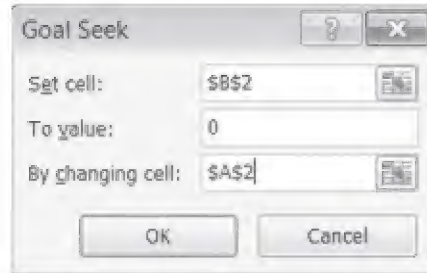 Goal Seek
Set cell: $B$2
To value: 0
By changing cell: $A$2
OK Cancel